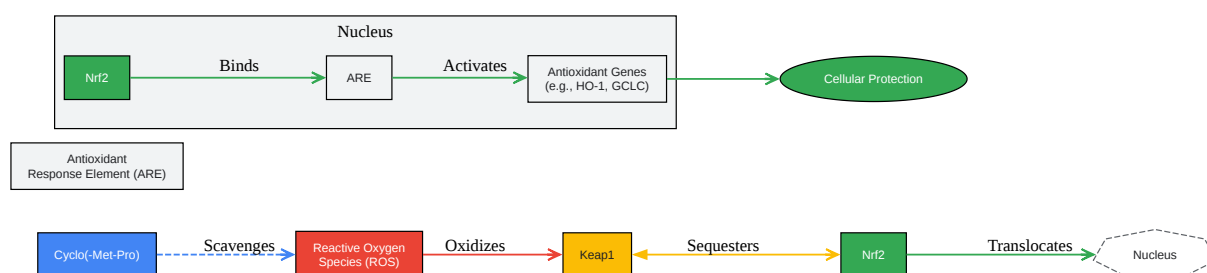 Nucleus
Nrf2
Binds
ARE
Activates
Antioxidant Genes
(e.g., HO-1, GCLC)
Cellular Protection
Antioxidant
Response Element (ARE)
Cyclo(-Met-Pro)
Scavenges
Reactive Oxygen
Species (ROS)
Oxidizes
Keap1
Sequesters
Nrf2
Translocates
Nucleus